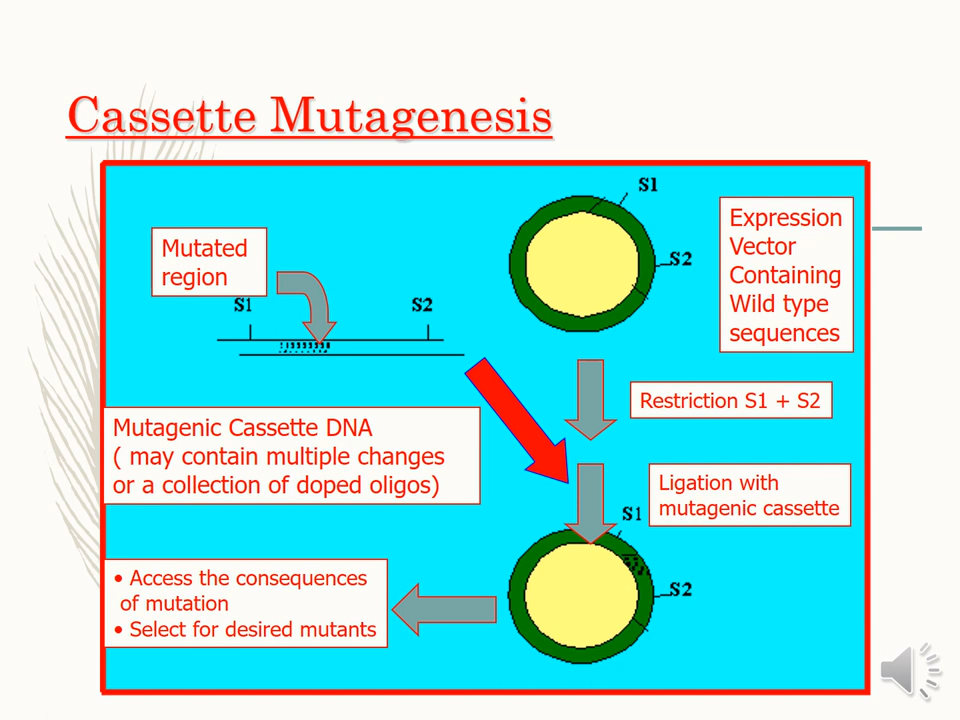 Cassette Mutagenesis
S1
S2
Expression
Vector
Containing
Wild type
sequences
Mutated
region
S1
S2
Restriction S1 + S2
Mutagenic Cassette DNA
( may contain multiple changes
or a collection of doped oligos)
Ligation with
mutagenic cassette
S1
S2
• Access the consequences
of mutation
• Select for desired mutants